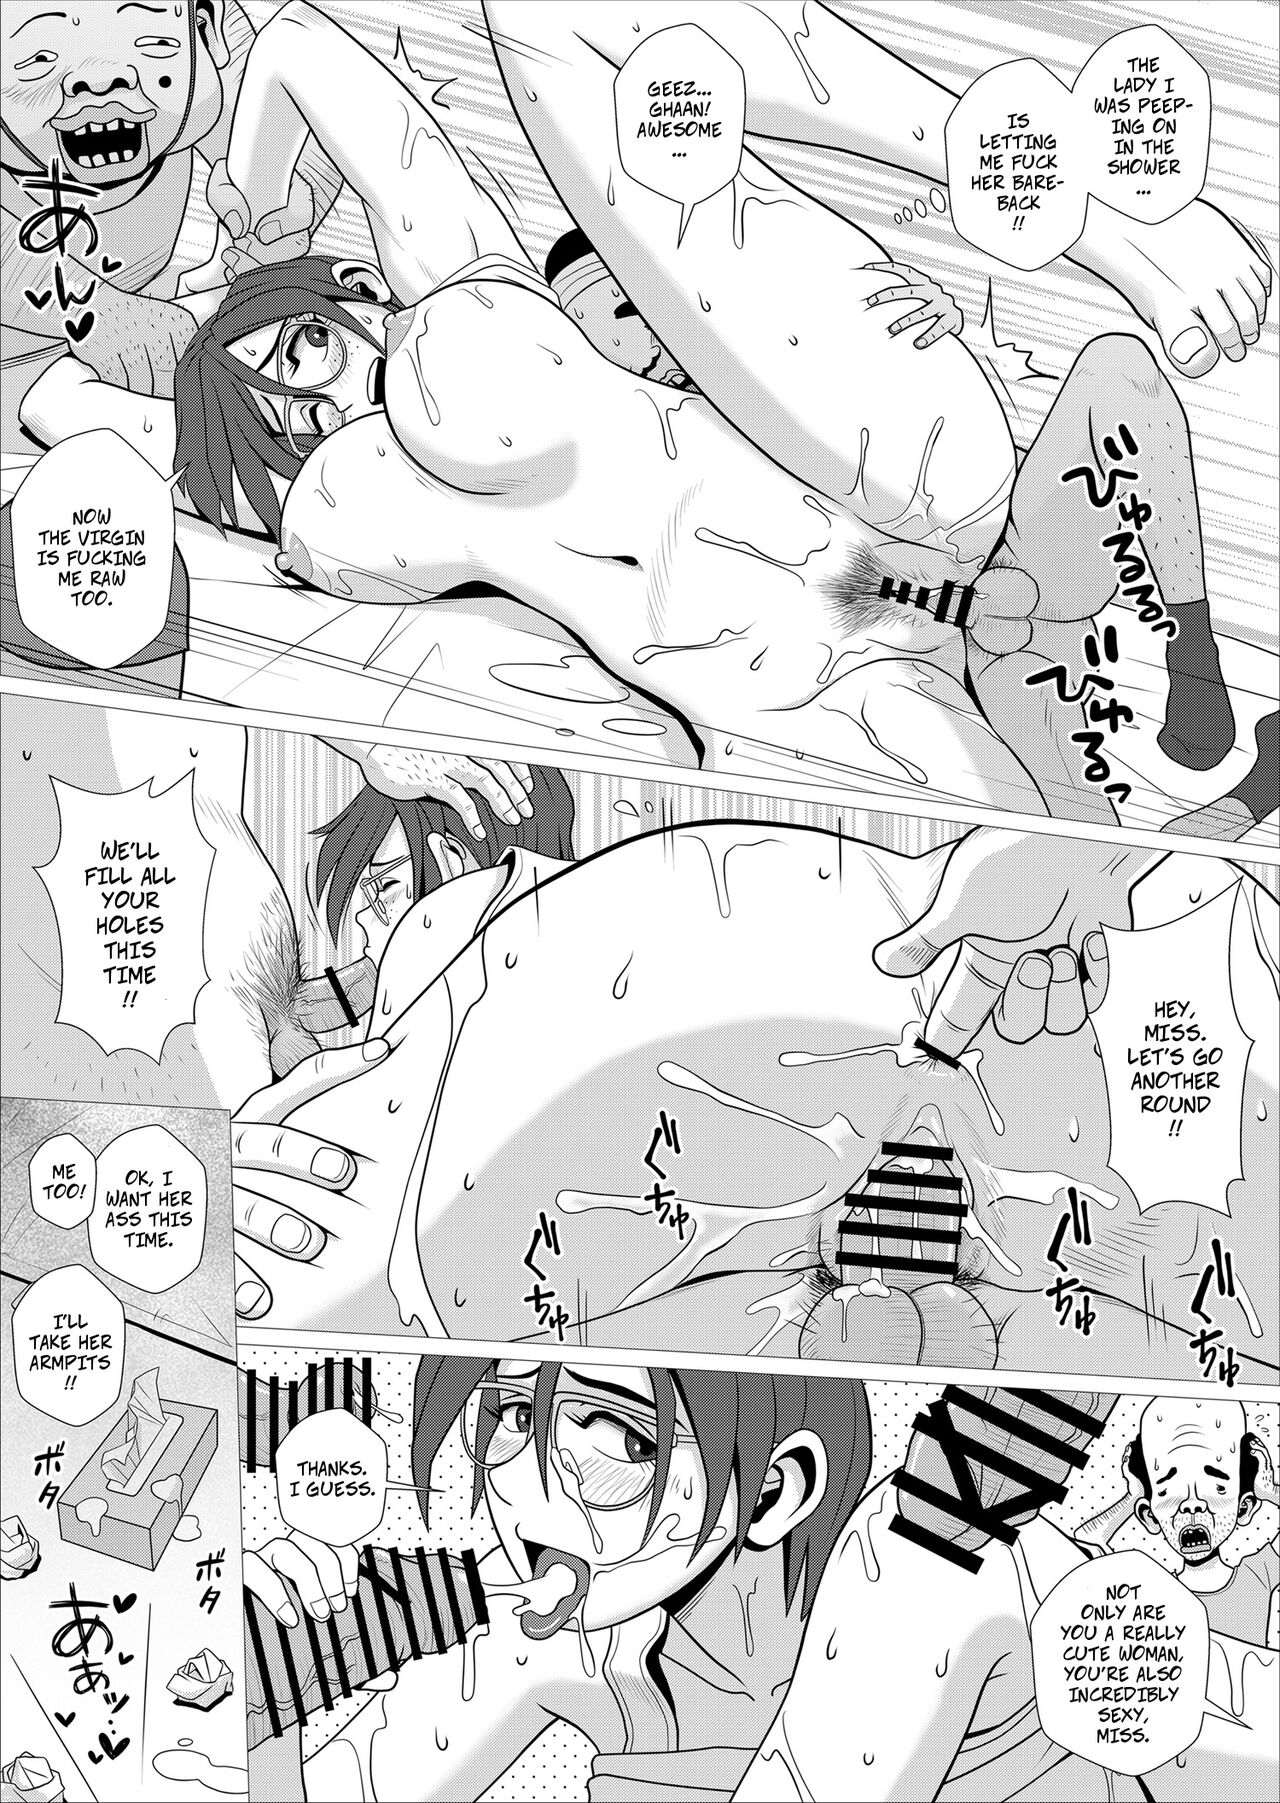 THE
LADY I
WAS PEEP-
ING ON
IN THE
SHOWER
...
IS
LETTING
ME FUCK
HER BARE-
BACK
!!
GEEZ...
GHAAN!
AWESOME
...
あん
びゅるるるっ
びゅるっ
NOW
THE VIRGIN
IS FUCKING
ME RAW
TOO.
HEY,
MISS.
LET'S GO
ANOTHER
ROUND
!!
WE'LL
FILL ALL
YOUR
HOLES
THIS
TIME
!!
ぐちゅ
ぐちゅ
ぐちゅ
ぐちゅ
OK, I
WANT HER
ASS THIS
TIME.
ME
TOO!
I'LL
TAKE HER
ARMPITS
!!
ボタ
ボタ
あぁッ…
THANKS.
I GUESS.
NOT
ONLY ARE
YOU A REALLY
CUTE WOMAN,
YOU'RE ALSO
INCREDIBLY
SEXY,
MISS.